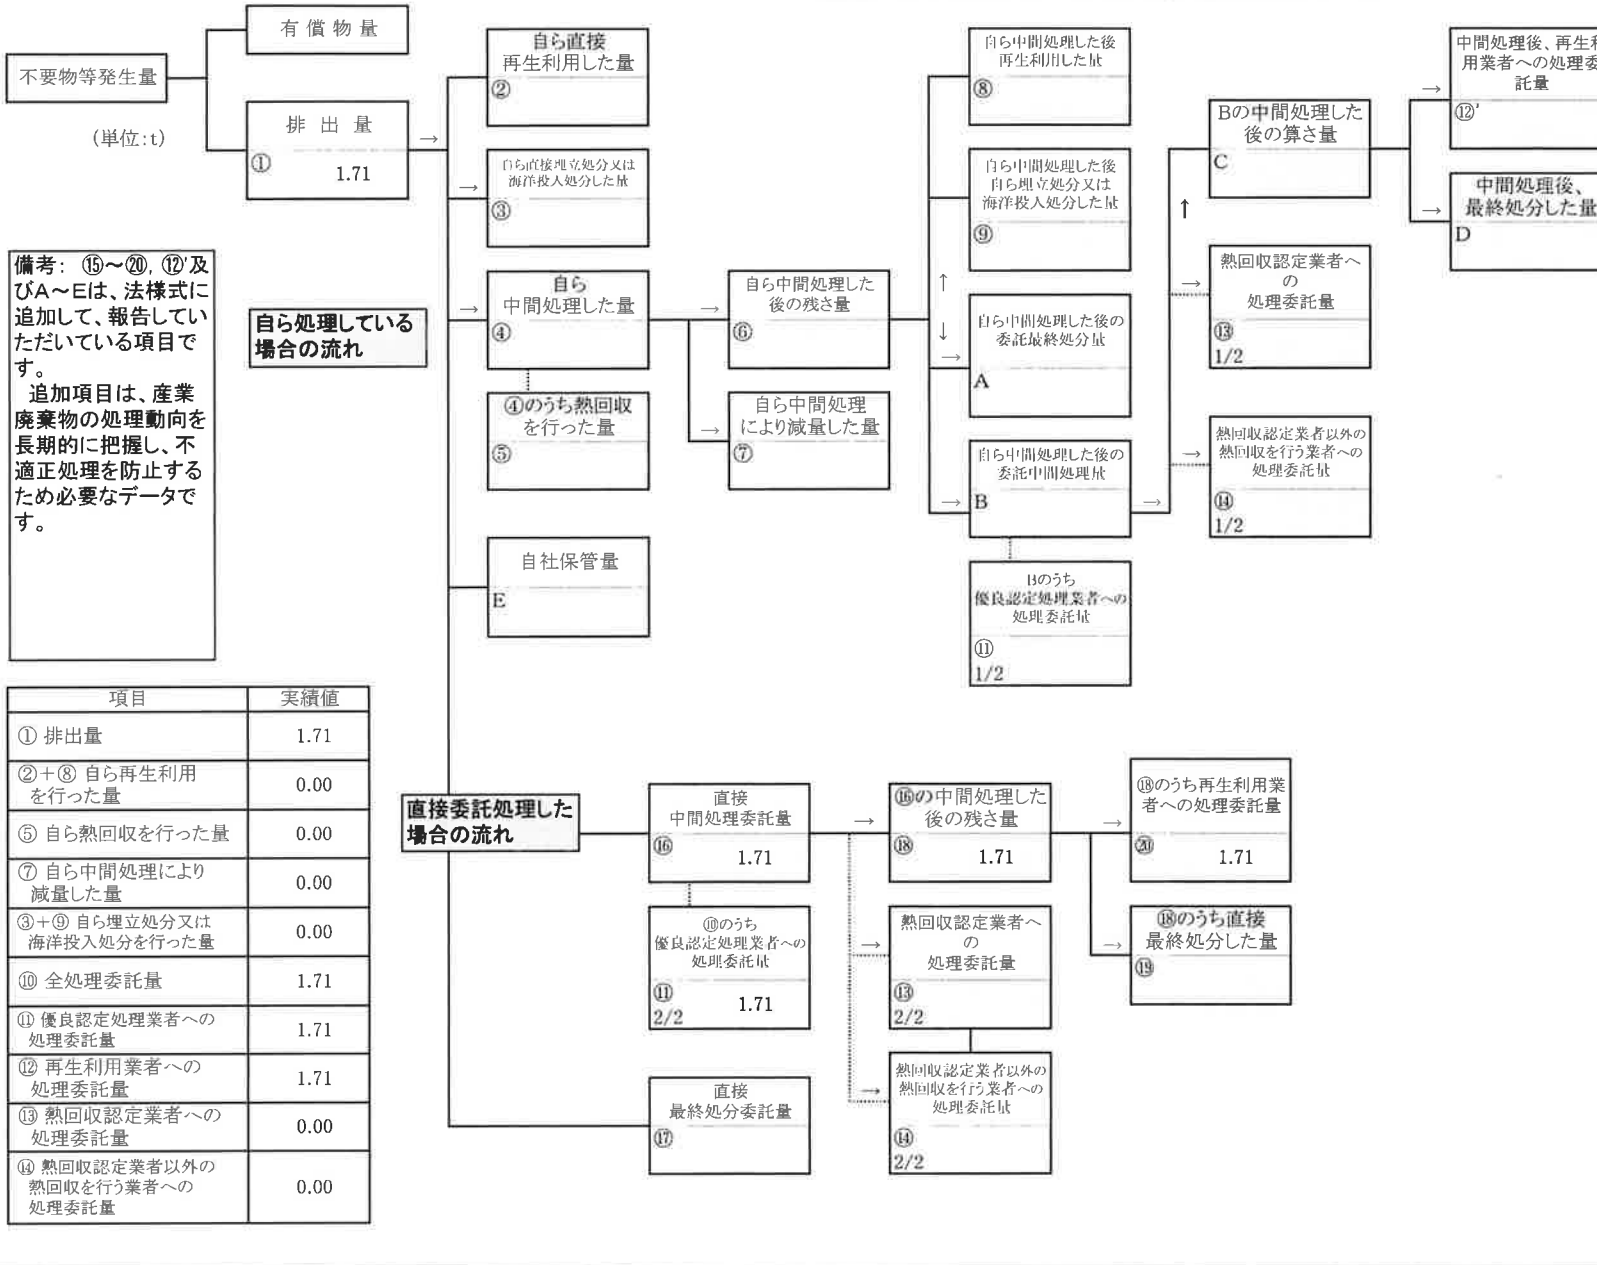 不要物等発生量
有償物量
排出量
①
1.71
(単位:t)
→
自ら直接
再生利用した量
②
→
自ら直接埋立処分又は
海洋投入処分した量
③
→
自ら
中間処理した量
④
④のうち熱回収
を行った量
⑤
自社保管量
E
自ら処理している
場合の流れ
備考: ⑮～⑳, ⑫'及
びA～Eは、法様式に
追加して、報告してい
ただいている項目で
す。
追加項目は、産業
廃棄物の処理動向を
長期的に把握し、不
適正処理を防止する
ため必要なデータで
す。
→
自ら中間処理した
後の残さ量
⑥
→
自ら中間処理
により減量した量
⑦
自ら中間処理した後
再生利用した量
⑧
自ら中間処理した後
自ら埋立処分又は
海洋投入処分した量
⑨
↑
↓
→
自ら中間処理した後の
委託最終処分量
A
→
自ら中間処理した後の
委託中間処理量
B
Bのうち
優良認定処理業者への
処理委託量
⑪
1/2
→
↑
Bの中間処理した
後の算さ量
C
→
熱回収認定業者へ
の
処理委託量
⑬
1/2
→
熱回収認定業者以外の
熱回収を行う業者への
処理委託量
⑭
1/2
→
中間処理後、再生利
用業者への処理委
託量
⑫'
→
中間処理後、
最終処分した量
D
項目 実績値
① 排出量 1.71
②＋⑧ 自ら再生利用
を行った量 0.00
⑤ 自ら熱回収を行った量 0.00
⑦ 自ら中間処理により
減量した量 0.00
③＋⑨ 自ら埋立処分又は
海洋投入処分を行った量 0.00
⑩ 全処理委託量 1.71
⑪ 優良認定処理業者への
処理委託量 1.71
⑫ 再生利用業者への
処理委託量 1.71
⑬ 熱回収認定業者への
処理委託量 0.00
⑭ 熱回収認定業者以外の
熱回収を行う業者への
処理委託量 0.00
直接委託処理した
場合の流れ
直接
中間処理委託量
⑯
1.71
⑩のうち
優良認定処理業者への
処理委託量
⑪
1.71
2/2
直接
最終処分委託量
⑰
→
⑯の中間処理した
後の残さ量
⑱
1.71
→
熱回収認定業者へ
の
処理委託量
⑬
2/2
→
熱回収認定業者以外の
熱回収を行う業者への
処理委託量
⑭
2/2
→
⑱のうち再生利用業
者への処理委託量
⑳
1.71
→
⑱のうち直接
最終処分した量
⑲